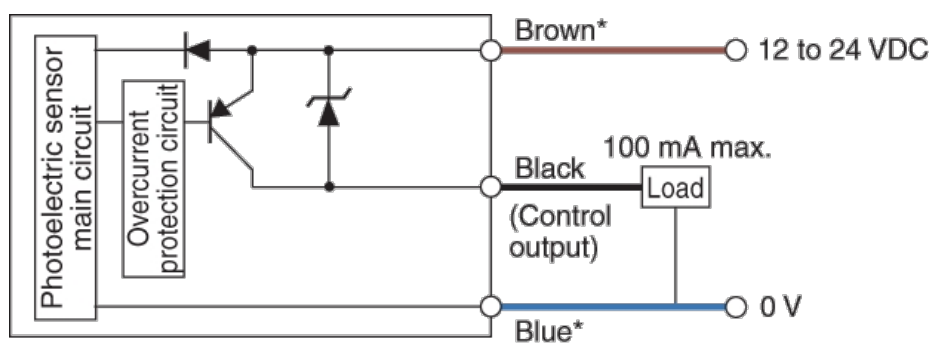 Brown*
12 to 24 VDC
Photoelectric sensor
main circuit
Overcurrent
protection circuit
100 mA max.
Black
Load
(Control
output)
0 V
Blue*